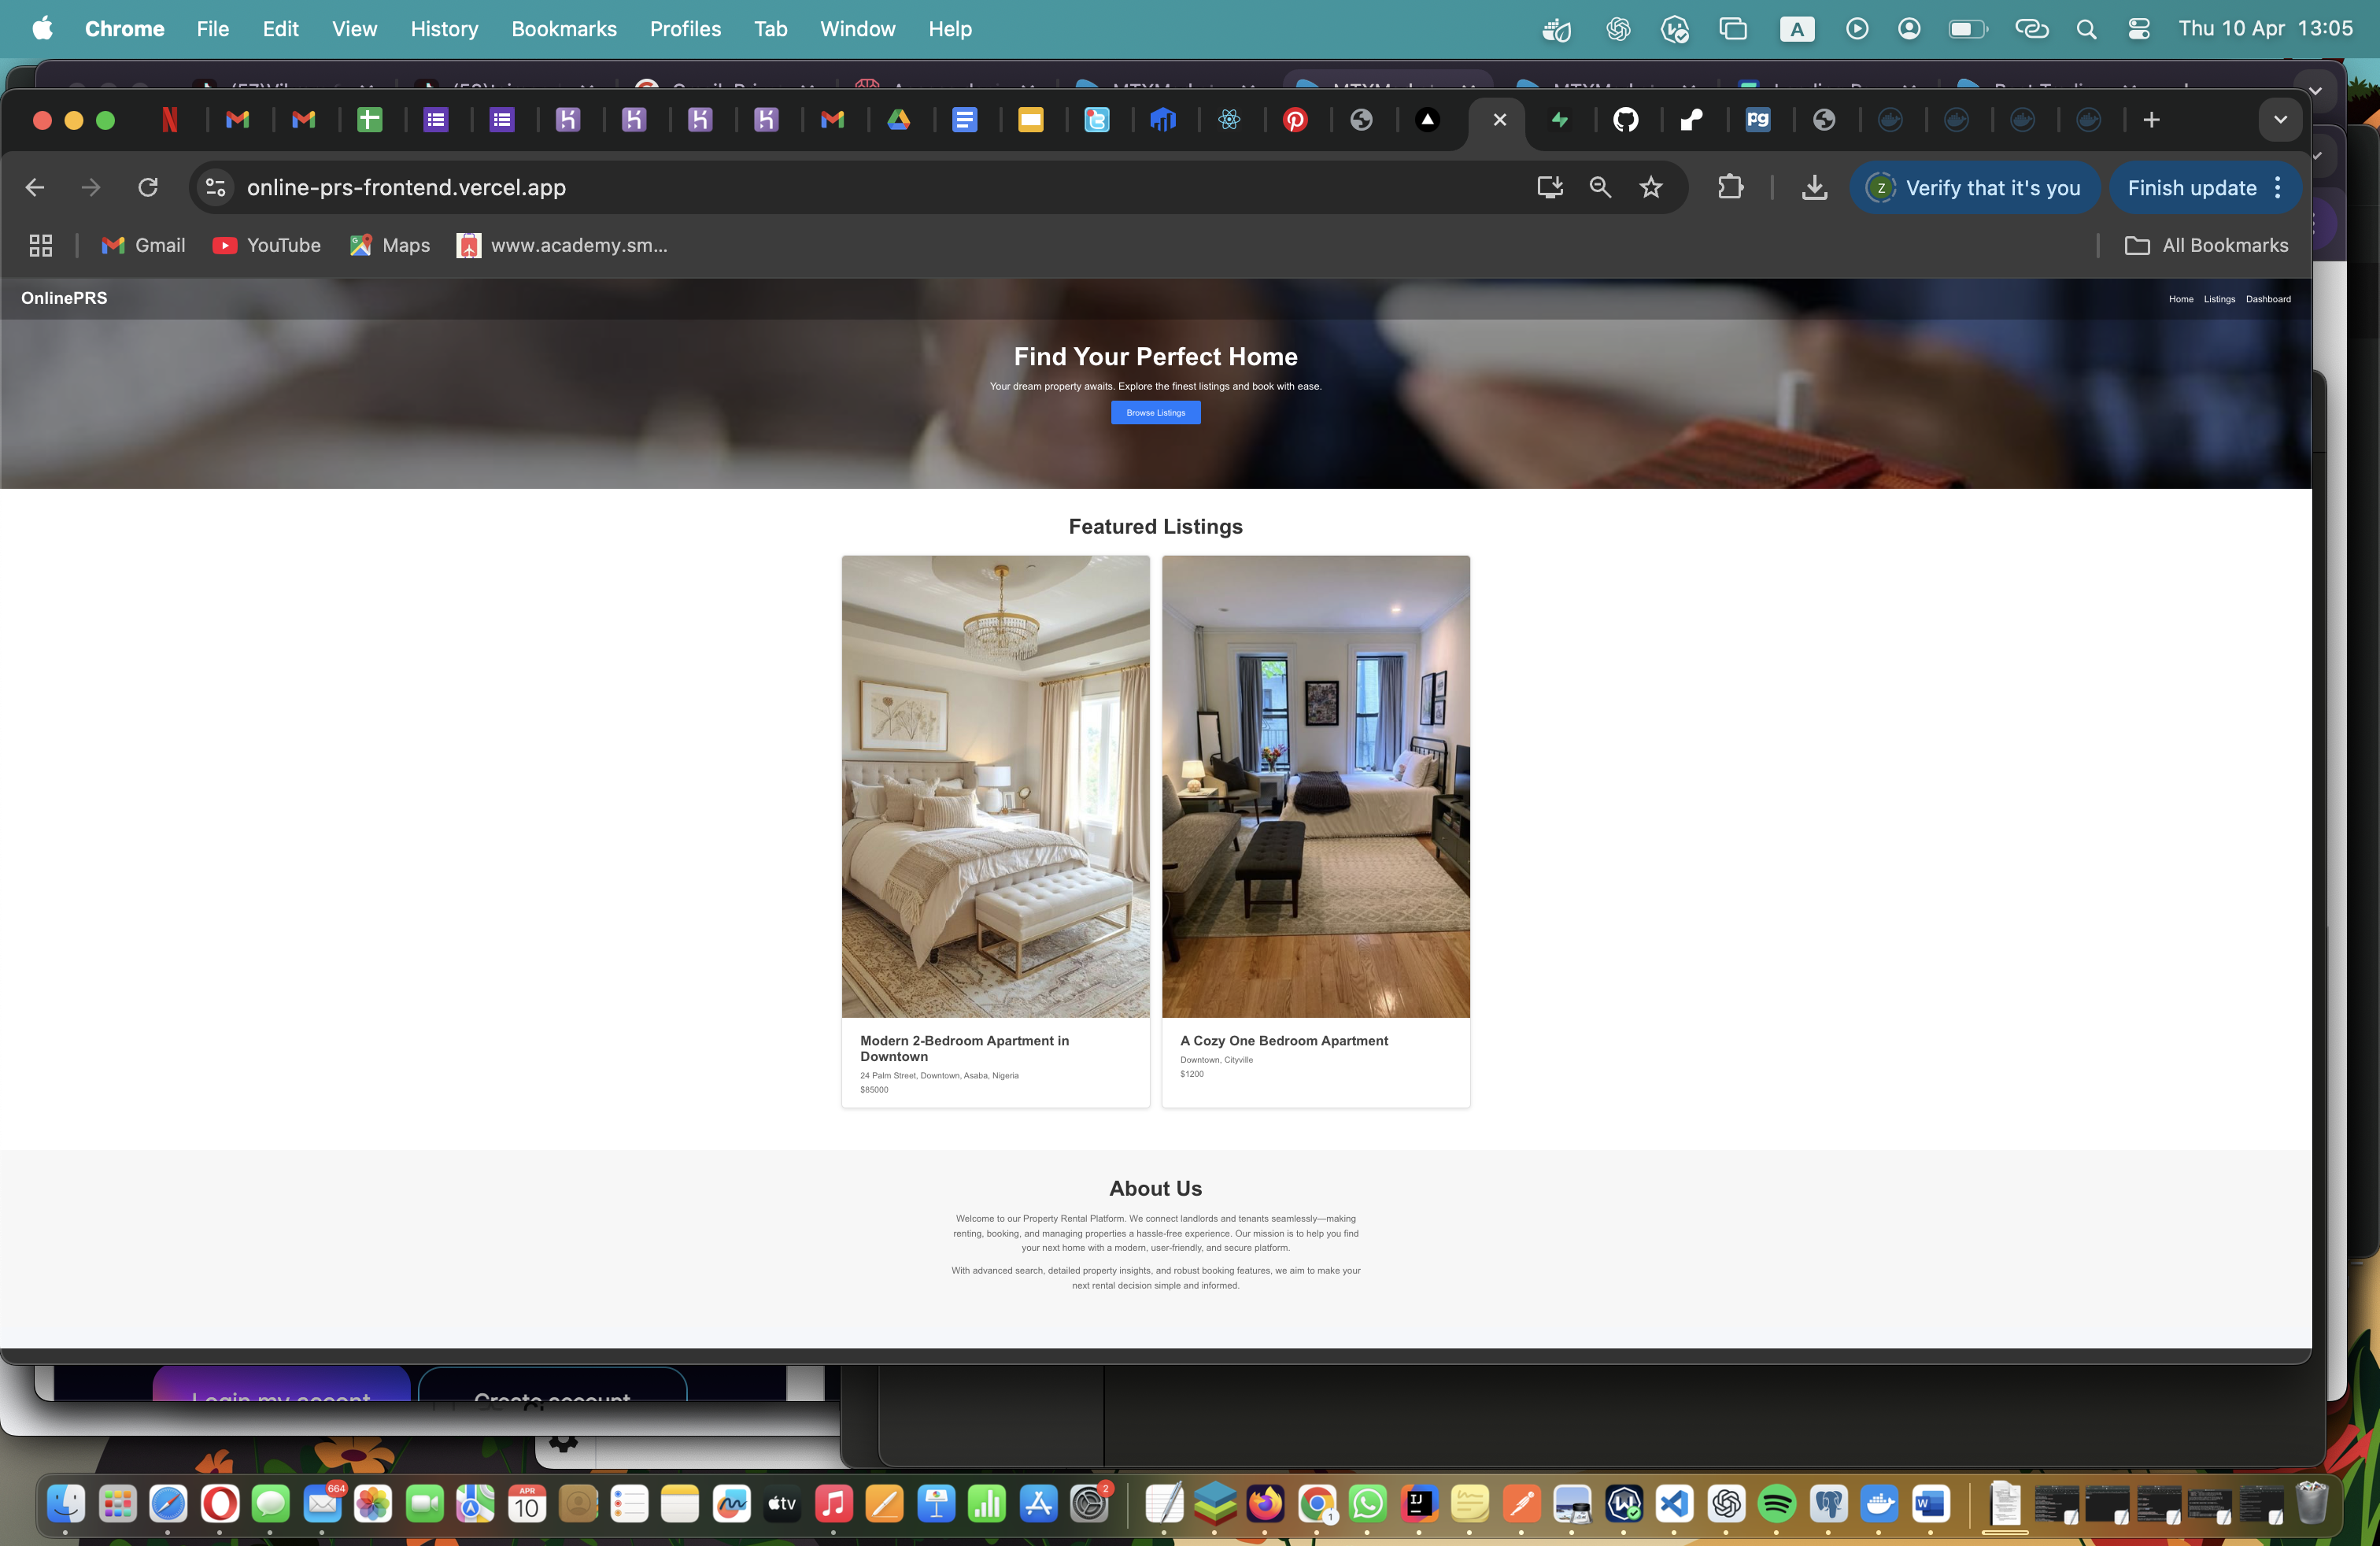 Chrome File Edit View History Bookmarks Profiles Tab Window Help
A
Thu 10 Apr 13:05
online-prs-frontend.vercel.app
Z Verify that it's you
Finish update
Gmail YouTube Maps www.academy.sm...
All Bookmarks
OnlinePRS
Home Listings Dashboard
Find Your Perfect Home
Your dream property awaits. Explore the finest listings and book with ease.
Browse Listings
Featured Listings
Modern 2-Bedroom Apartment in
Downtown
24 Palm Street, Downtown, Asaba, Nigeria
$85000
A Cozy One Bedroom Apartment
Downtown, Cityville
$1200
About Us
Welcome to our Property Rental Platform. We connect landlords and tenants seamlessly—making
renting, booking, and managing properties a hassle-free experience. Our mission is to help you find
your next home with a modern, user-friendly, and secure platform.
With advanced search, detailed property insights, and robust booking features, we aim to make your
next rental decision simple and informed.
664
APR
10
tv
2
1
IJ
W